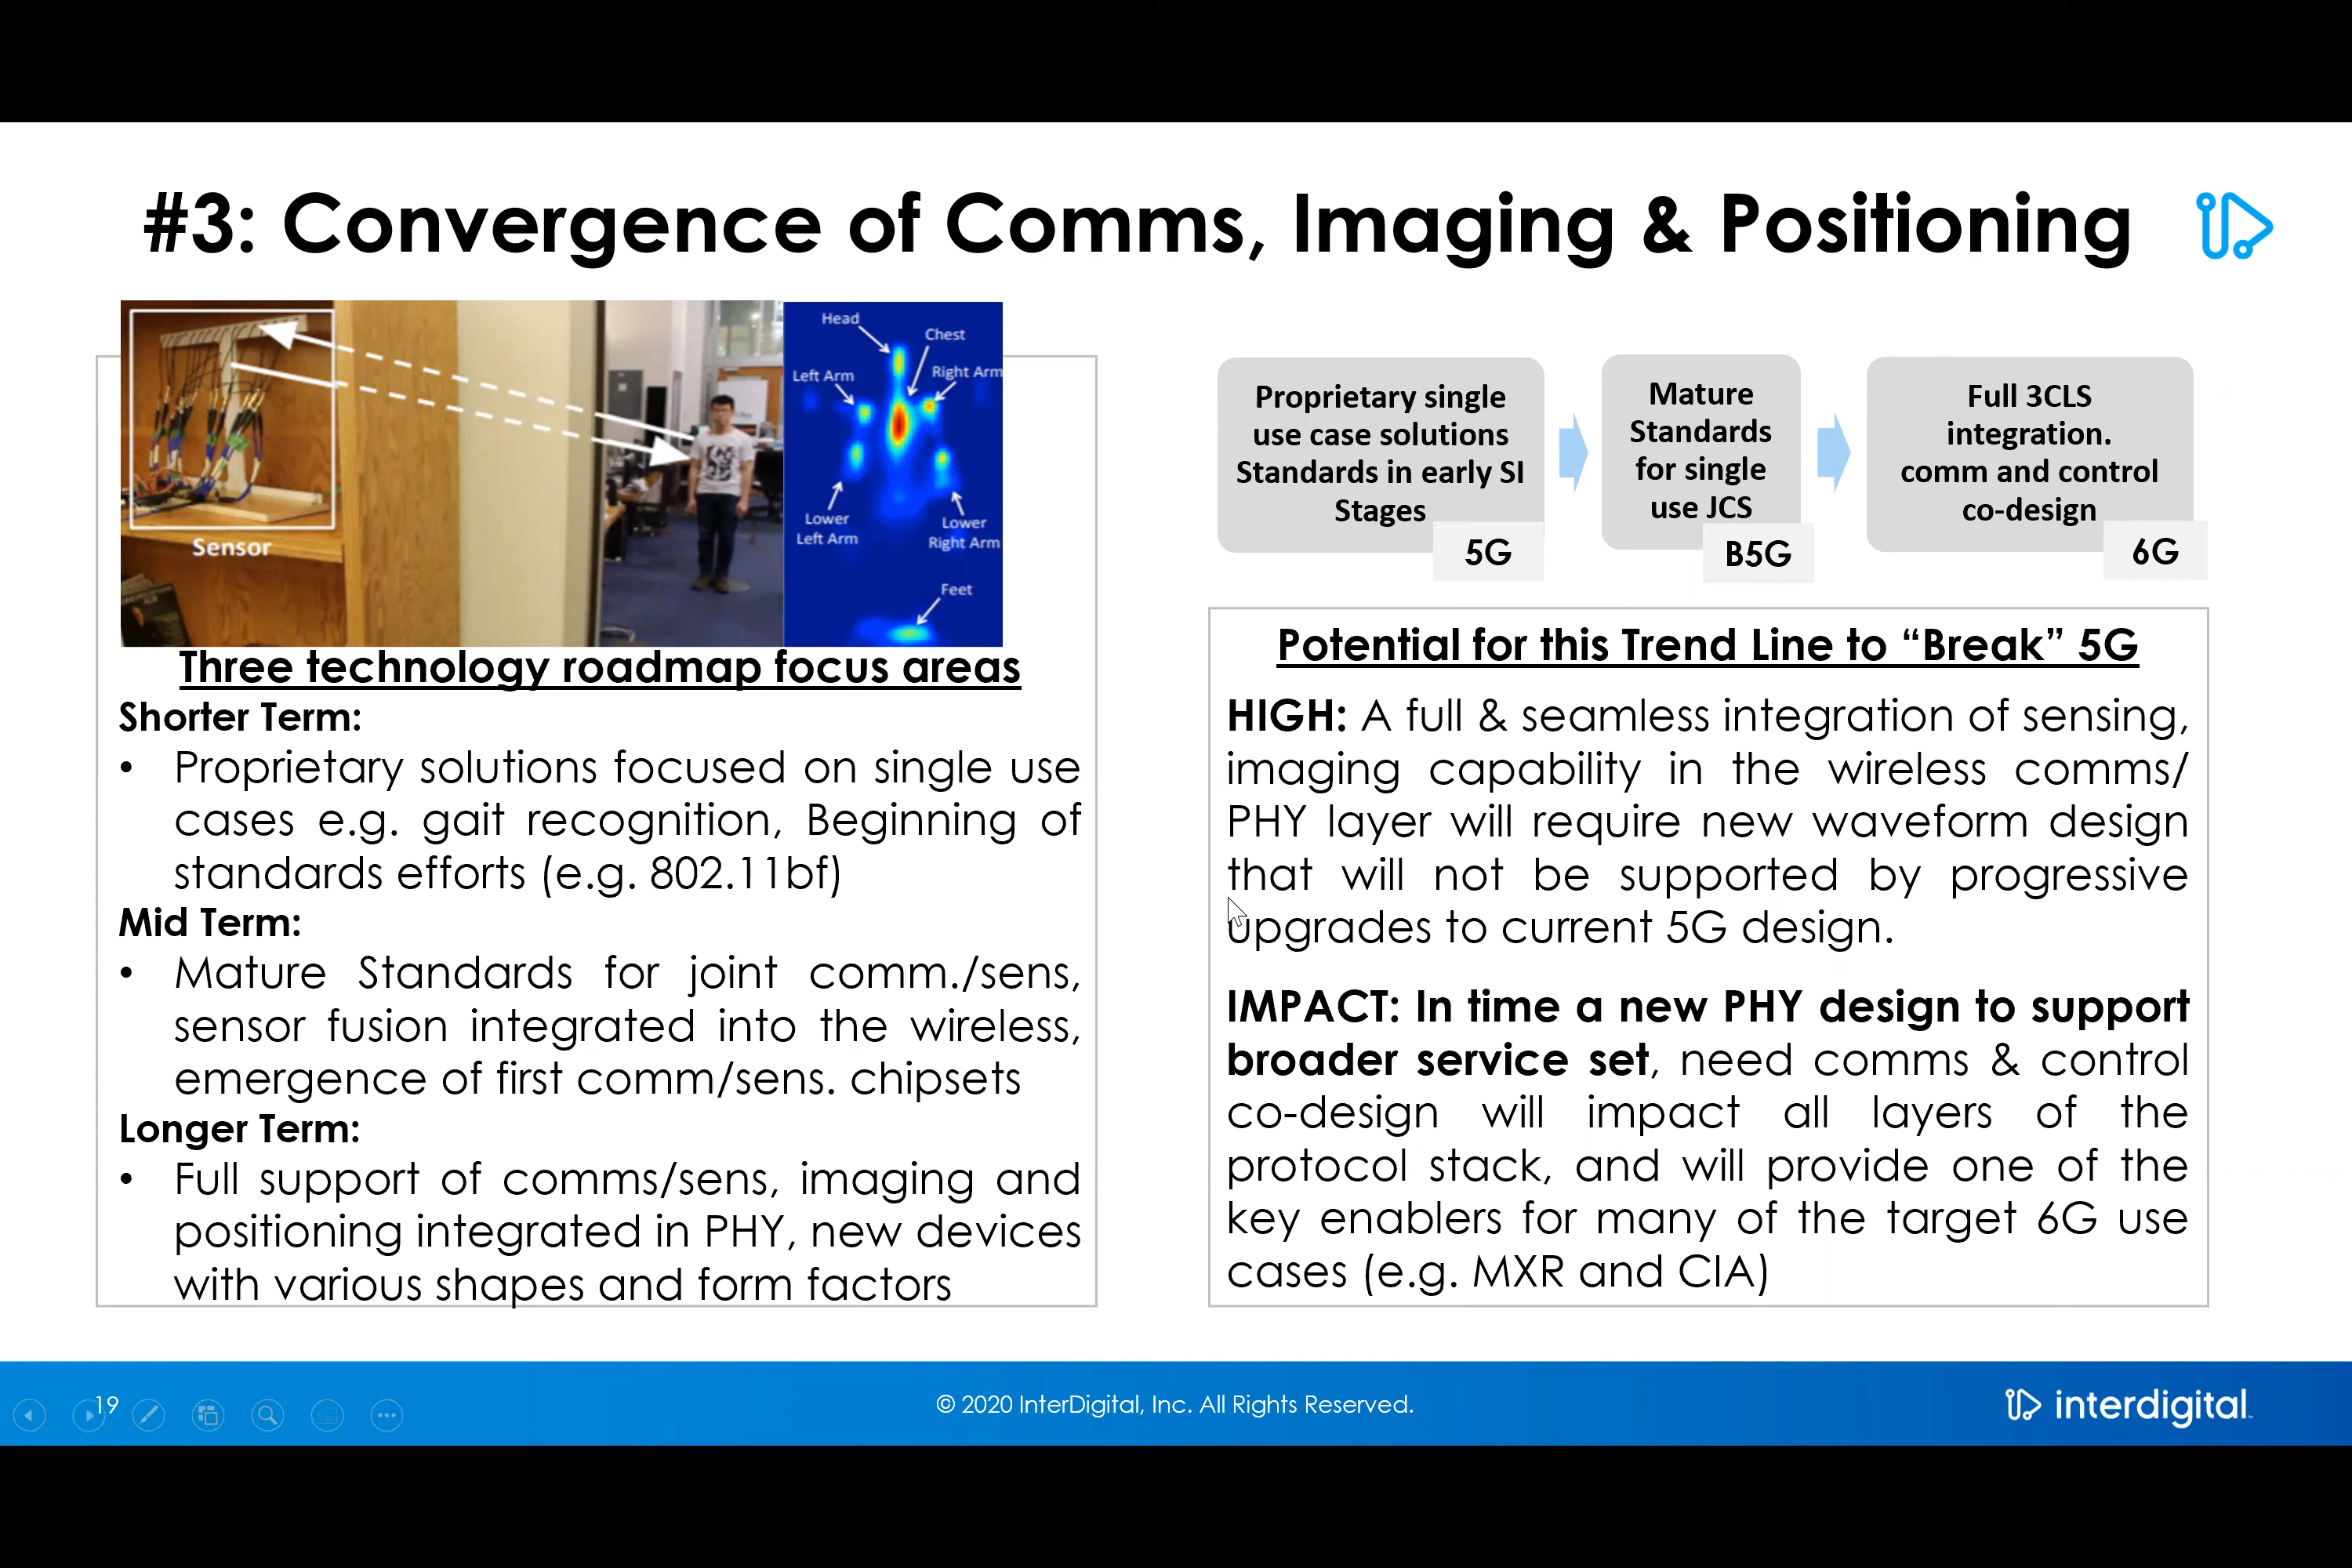 #3: Convergence of Comms, Imaging & Positioning
Sensor
Head
Chest
Left Arm
Right Arm
Lower
Left Arm
Lower
Right Arm
Feet
Three technology roadmap focus areas
Shorter Term:
• Proprietary solutions focused on single use
cases e.g. gait recognition, Beginning of
standards efforts (e.g. 802.11bf)
Mid Term:
• Mature Standards for joint comm./sens,
sensor fusion integrated into the wireless,
emergence of first comm/sens. chipsets
Longer Term:
• Full support of comms/sens, imaging and
positioning integrated in PHY, new devices
with various shapes and form factors
Proprietary single
use case solutions
Standards in early SI
Stages
5G
Mature
Standards
for single
use JCS
B5G
Full 3CLS
integration.
comm and control
co-design
6G
Potential for this Trend Line to “Break” 5G
HIGH: A full & seamless integration of sensing,
imaging capability in the wireless comms/
PHY layer will require new waveform design
that will not be supported by progressive
upgrades to current 5G design.
IMPACT: In time a new PHY design to support
broader service set, need comms & control
co-design will impact all layers of the
protocol stack, and will provide one of the
key enablers for many of the target 6G use
cases (e.g. MXR and CIA)
19
© 2020 InterDigital, Inc. All Rights Reserved.
interdigital